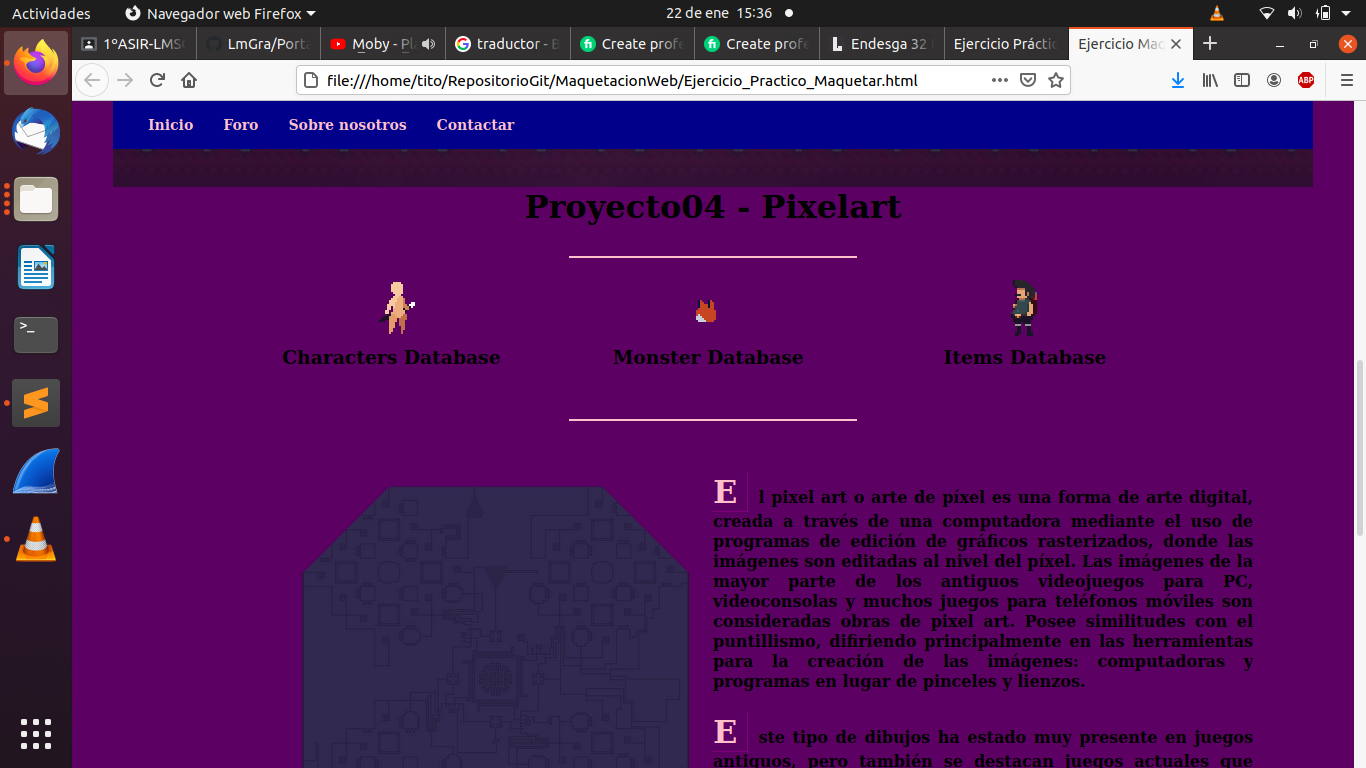 Actividades
Navegador web Firefox
22 de ene 15:36
1ºASIR-LMS
LmGra/Porta
Moby - Pl
traductor - B
Create profe
Create profe
Endesga 32
Ejercicio Práctic
Ejercicio Maq
file:///home/tito/RepositorioGit/MaquetacionWeb/Ejercicio_Practico_Maquetar.html
ABP
Inicio Foro Sobre nosotros Contactar
Proyecto04 - Pixelart
Characters Database
Monster Database
Items Database
E l pixel art o arte de píxel es una forma de arte digital,
creada a través de una computadora mediante el uso de
programas de edición de gráficos rasterizados, donde las
imágenes son editadas al nivel del píxel. Las imágenes de la
mayor parte de los antiguos videojuegos para PC,
videoconsolas y muchos juegos para teléfonos móviles son
consideradas obras de pixel art. Posee similitudes con el
puntillismo, difiriendo principalmente en las herramientas
para la creación de las imágenes: computadoras y
programas en lugar de pinceles y lienzos.
E ste tipo de dibujos ha estado muy presente en juegos
antiguos, pero también se destacan juegos actuales que